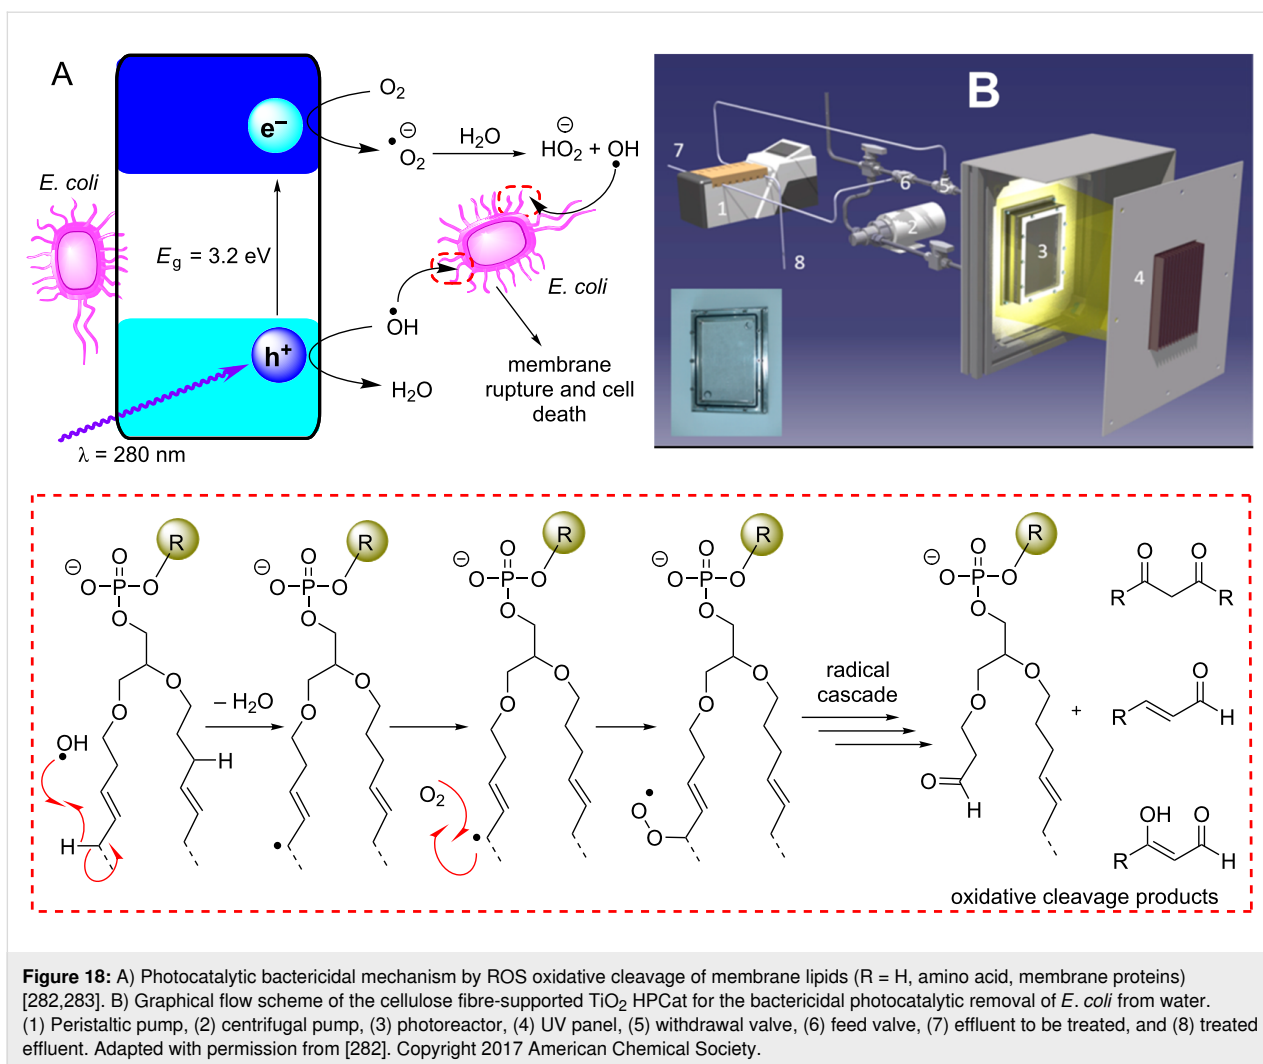 A
O2
e–
•O2⊖
H2O
HO2⊖ + •OH
E. coli
Eg = 3.2 eV
E. coli
•OH
h+
H2O
membrane
rupture and cell
death
λ = 280 nm
B
7
1
6
5
2
8
3
4
R
⊖
O
O–P–O
O
O
O
•OH
H
H
– H2O
R
⊖
O
O–P–O
O
O
O
•
R
⊖
O
O–P–O
O
O
O
O2
•
R
⊖
O
O–P–O
O
O
O
•
O
O
radical
cascade
R
⊖
O
O–P–O
O
O
O
O
H
+
O O
R R
O
R H
OH O
R H
oxidative cleavage products
Figure 18: A) Photocatalytic bactericidal mechanism by ROS oxidative cleavage of membrane lipids (R = H, amino acid, membrane proteins)
[282,283]. B) Graphical flow scheme of the cellulose fibre-supported TiO2 HPCat for the bactericidal photocatalytic removal of E. coli from water.
(1) Peristaltic pump, (2) centrifugal pump, (3) photoreactor, (4) UV panel, (5) withdrawal valve, (6) feed valve, (7) effluent to be treated, and (8) treated
effluent. Adapted with permission from [282]. Copyright 2017 American Chemical Society.